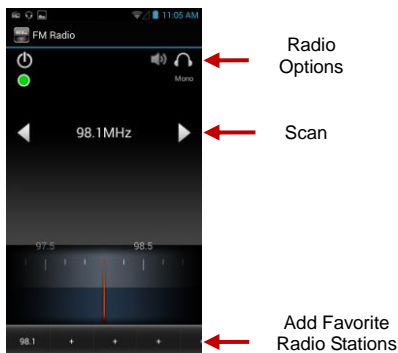 11:05 AM
FM Radio
Radio
Options
Mono
98.1MHz
Scan
97.5 98.5
Add Favorite
Radio Stations
98.1 + + +